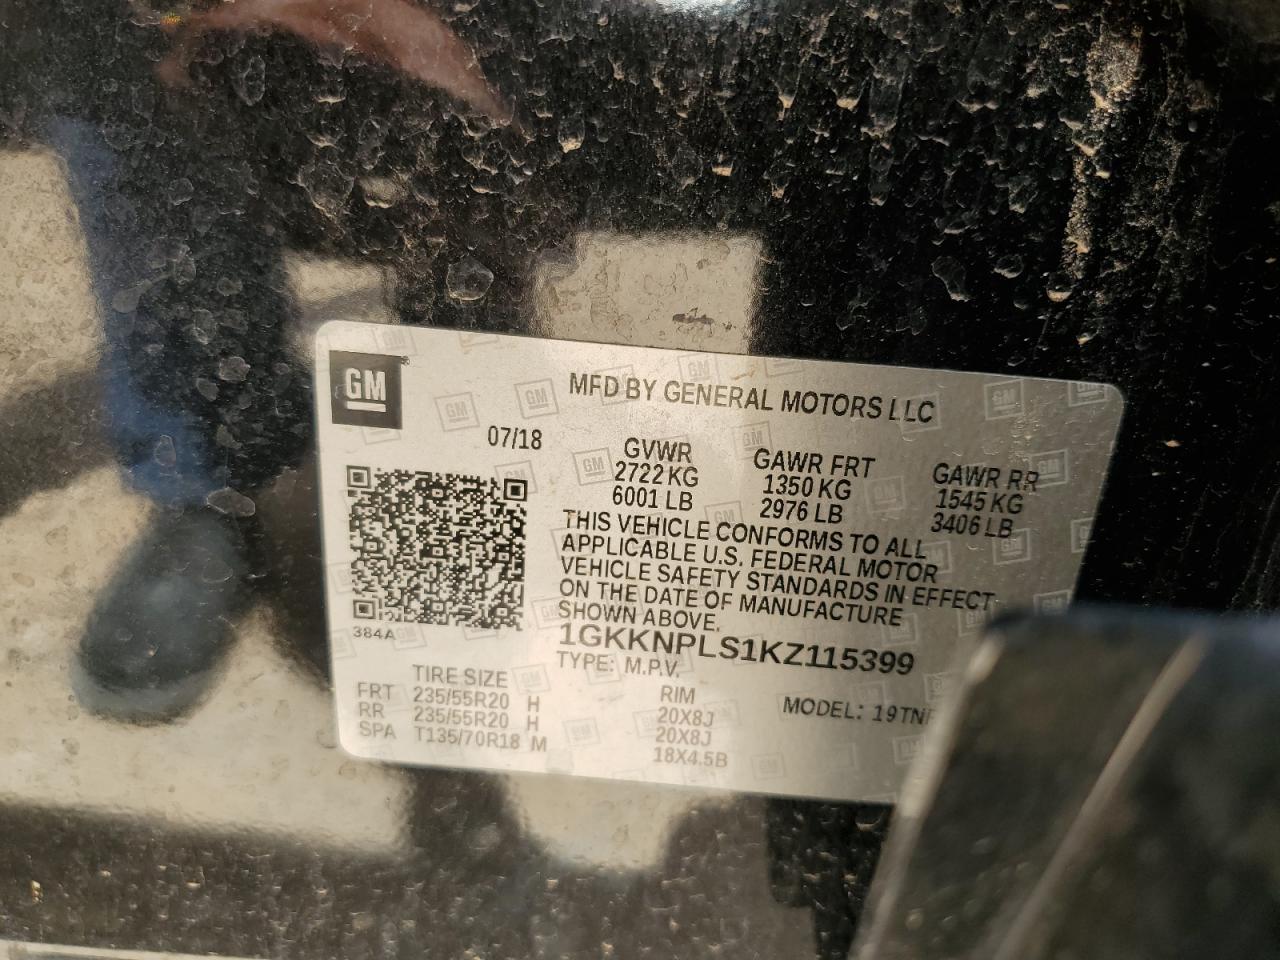 GM
MFD BY GENERAL MOTORS LLC
07/18
GVWR GAWR FRT GAWR RR
2722 KG 1350 KG 1545 KG
6001 LB 2976 LB 3406 LB
THIS VEHICLE CONFORMS TO ALL
APPLICABLE U.S. FEDERAL MOTOR
VEHICLE SAFETY STANDARDS IN EFFECT
ON THE DATE OF MANUFACTURE
SHOWN ABOVE.
384A
1GKKNPLS1KZ115399
TYPE: M.P.V.
TIRE SIZE RIM MODEL: 19TN
FRT 235/55R20 H 20X8J
RR 235/55R20 H 20X8J
SPA T135/70R18 M 18X4.5B